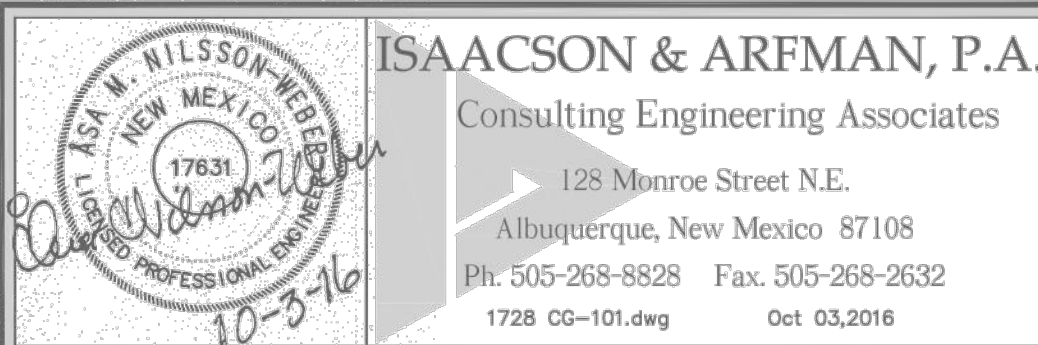 ASA M. NILSSON-WEBER
NEW MEXICO
17631
LICENSED PROFESSIONAL ENGINEER
10-3-16
ISAACSON & ARFMAN, P.A.
Consulting Engineering Associates
128 Monroe Street N.E.
Albuquerque, New Mexico 87108
Ph. 505-268-8828 Fax. 505-268-2632
1728 CG-101.dwg Oct 03,2016